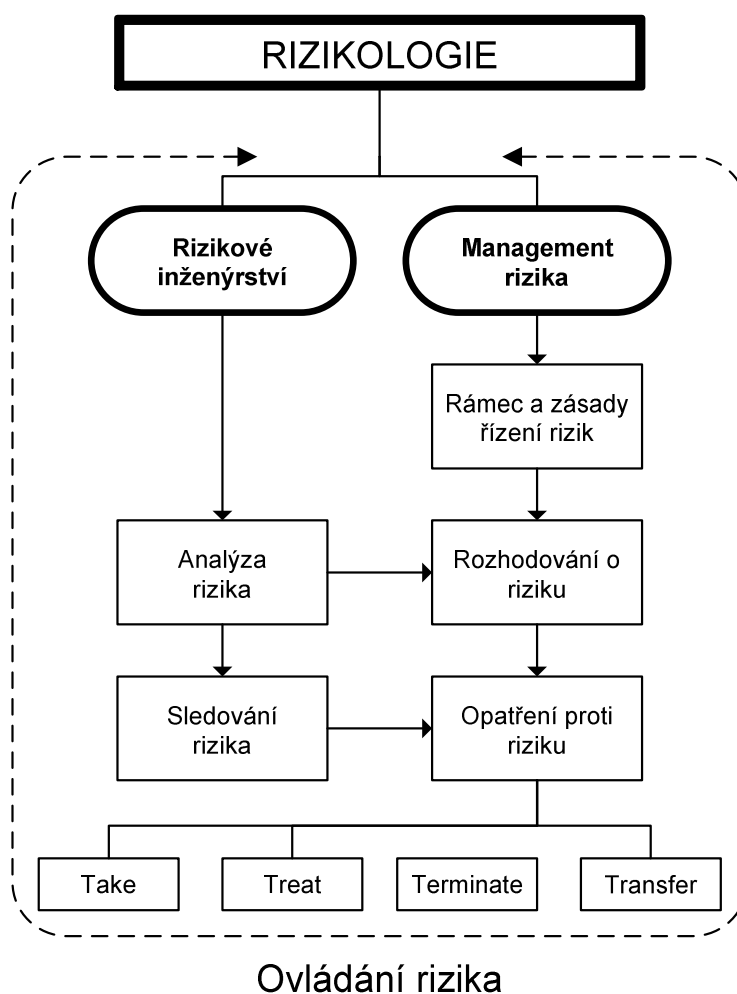 RIZIKOLOGIE
Rizikové
inženýrství
Management
rizika
Rámec a zásady
řízení rizik
Analýza
rizika
Rozhodování o
riziku
Sledování
rizika
Opatření proti
riziku
Take
Treat
Terminate
Transfer
Ovládání rizika